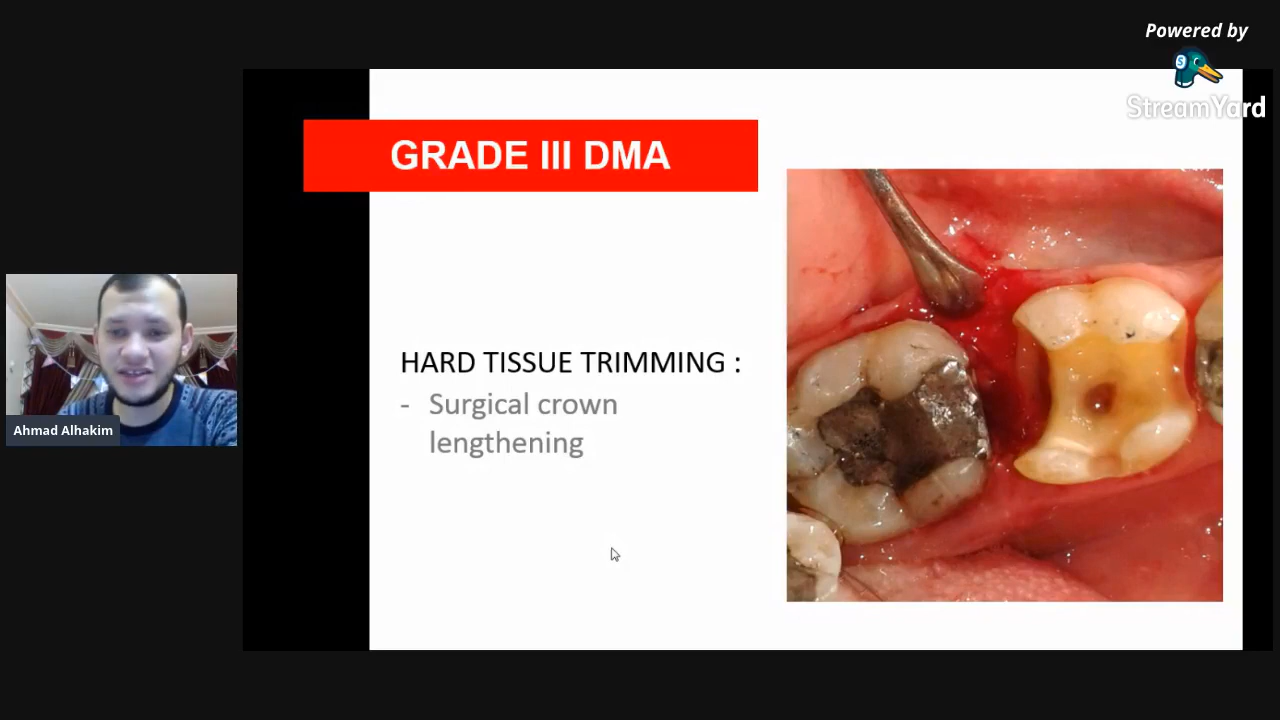 Powered by
StreamYard
GRADE III DMA
HARD TISSUE TRIMMING :
- Surgical crown
lengthening
Ahmad Alhakim